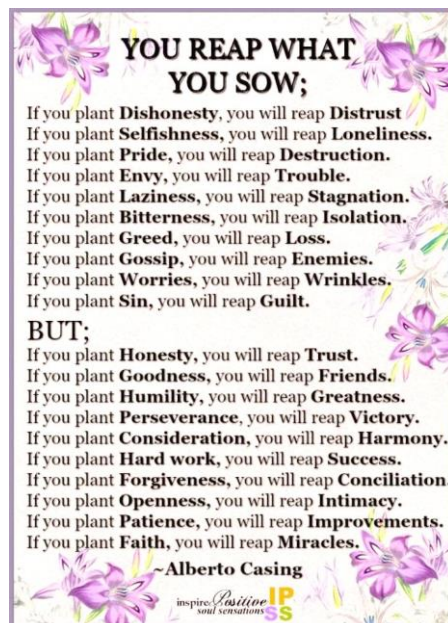 YOU REAP WHAT
YOU SOW;
If you plant Dishonesty, you will reap Distrust
If you plant Selfishness, you will reap Loneliness.
If you plant Pride, you will reap Destruction.
If you plant Envy, you will reap Trouble.
If you plant Laziness, you will reap Stagnation.
If you plant Bitterness, you will reap Isolation.
If you plant Greed, you will reap Loss.
If you plant Gossip, you will reap Enemies.
If you plant Worries, you will reap Wrinkles.
If you plant Sin, you will reap Guilt.
BUT;
If you plant Honesty, you will reap Trust.
If you plant Goodness, you will reap Friends.
If you plant Humility, you will reap Greatness.
If you plant Perseverance, you will reap Victory.
If you plant Consideration, you will reap Harmony.
If you plant Hard work, you will reap Success.
If you plant Forgiveness, you will reap Conciliation.
If you plant Openness, you will reap Intimacy.
If you plant Patience, you will reap Improvements.
If you plant Faith, you will reap Miracles.
~Alberto Casing
inspire Positive IP
soul sensations SS